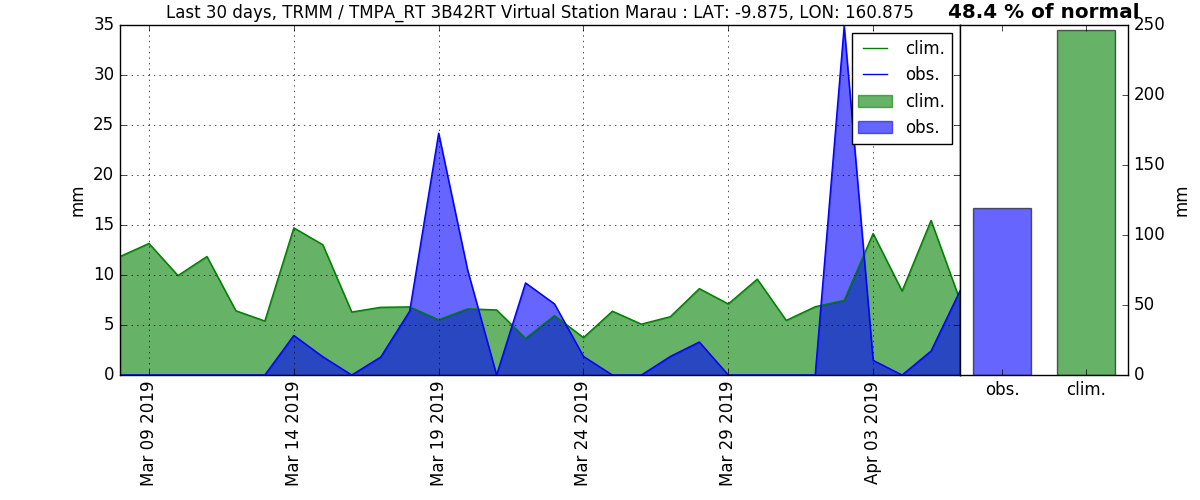 Last 30 days, TRMM / TMPA_RT 3B42RT Virtual Station Marau : LAT: -9.875, LON: 160.875
48.4 % of normal
mm
35
30
25
20
15
10
5
0
clim.
obs.
clim.
obs.
Mar 09 2019
Mar 14 2019
Mar 19 2019
Mar 24 2019
Mar 29 2019
Apr 03 2019
250
200
150
100
50
0
mm
obs.
clim.